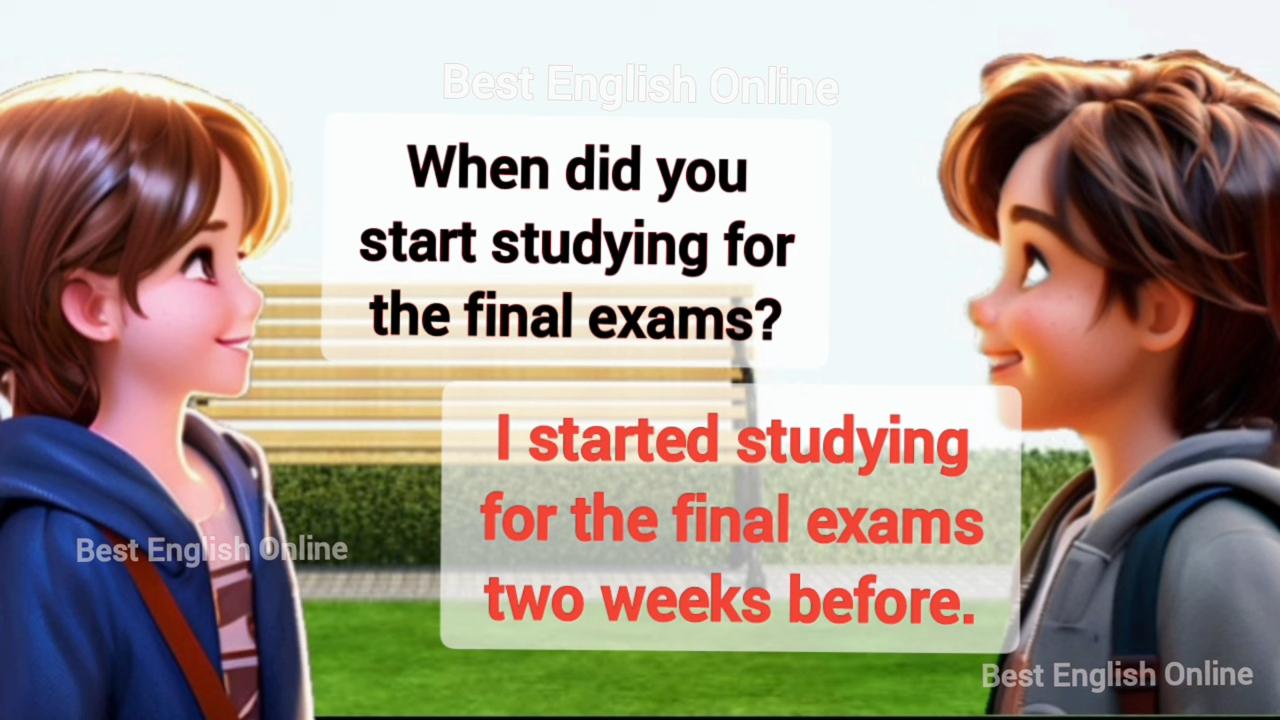 Best English Online
When did you
start studying for
the final exams?
I started studying
for the final exams
two weeks before.
Best English Online
Best English Online